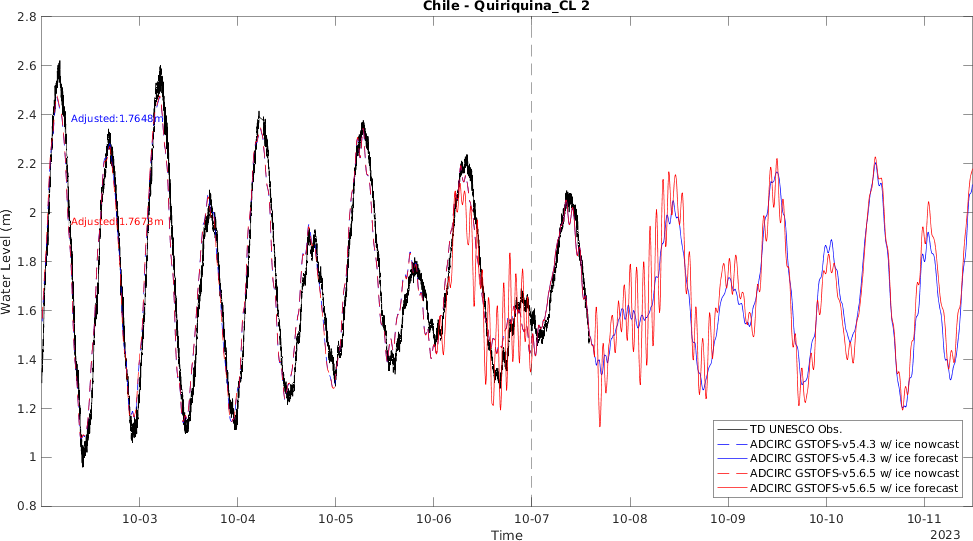 Chile - Quiriquina_CL 2
2.8
2.6
2.4
2.2
2
1.8
1.6
1.4
1.2
1
0.8
Water Level (m)
Adjusted:1.7648m
Adjusted:1.7673m
10-03
10-04
10-05
10-06
10-07
10-08
10-09
10-10
10-11
Time
2023
TD UNESCO Obs.
ADCIRC GSTOFS-v5.4.3 w/ ice nowcast
ADCIRC GSTOFS-v5.4.3 w/ ice forecast
ADCIRC GSTOFS-v5.6.5 w/ ice nowcast
ADCIRC GSTOFS-v5.6.5 w/ ice forecast